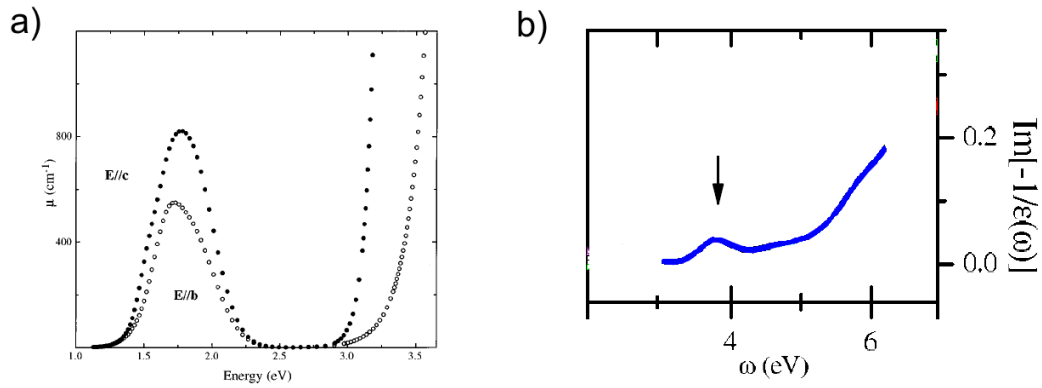 a)
μ (cm⁻¹)
800
400
E//c
E//b
1.0 1.5 2.0 2.5 3.0 3.5
Energy (eV)
b)
0.2
0.0
Im[-1/ε(ω)]
4 6
ω (eV)